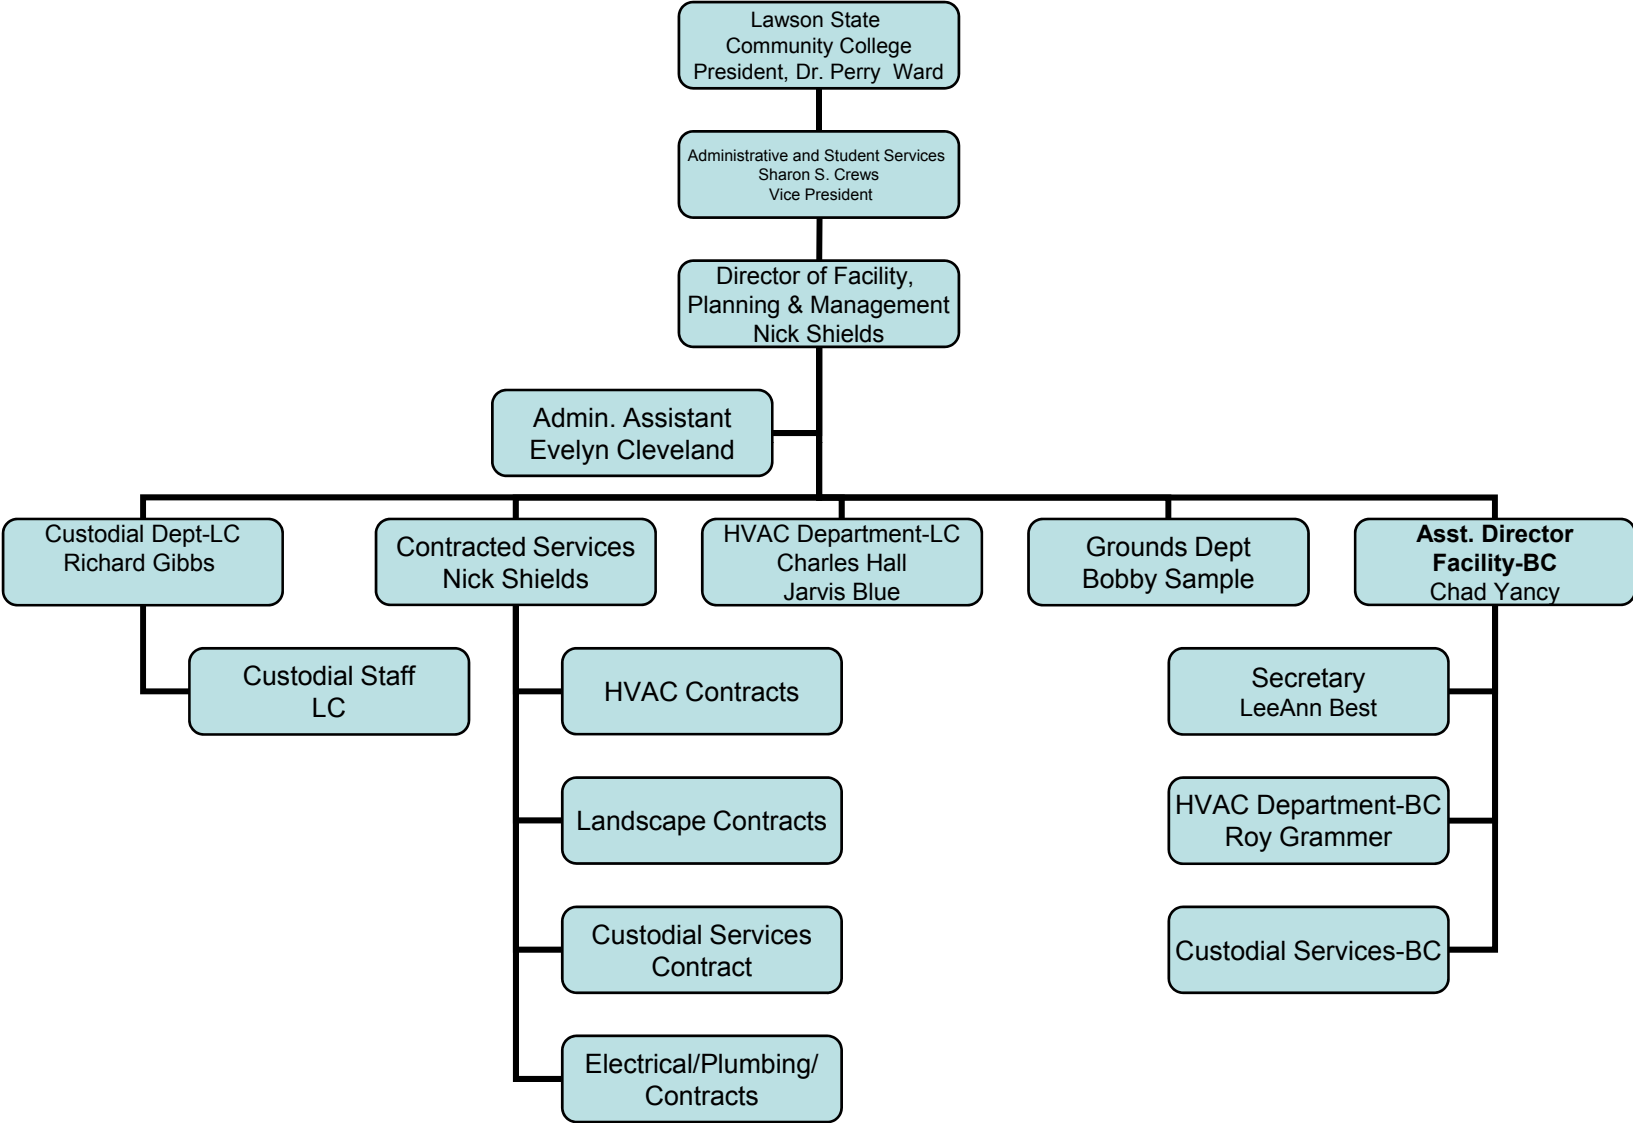 Lawson State
Community College
President, Dr. Perry Ward
Administrative and Student Services
Sharon S. Crews
Vice President
Director of Facility,
Planning & Management
Nick Shields
Admin. Assistant
Evelyn Cleveland
Custodial Dept-LC
Richard Gibbs
Contracted Services
Nick Shields
HVAC Department-LC
Charles Hall
Jarvis Blue
Grounds Dept
Bobby Sample
Asst. Director
Facility-BC
Chad Yancy
Custodial Staff
LC
HVAC Contracts
Secretary
LeeAnn Best
Landscape Contracts
HVAC Department-BC
Roy Grammer
Custodial Services
Contract
Custodial Services-BC
Electrical/Plumbing/
Contracts